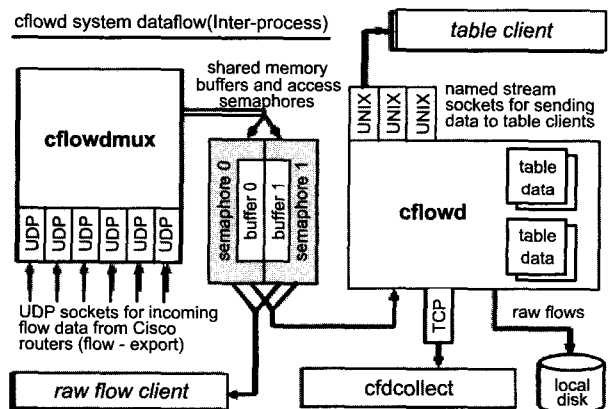 cflowd system dataflow(Inter-process)
table client
shared memory
buffers and access
semaphores
named stream
sockets for sending
data to table clients
UNIX
UNIX
UNIX
cflowdmux
UDP
UDP
UDP
UDP
UDP
UDP
semaphore 0
buffer 0
buffer 1
semaphore 1
cflowd
table
data
table
data
UDP sockets for incoming
flow data from Cisco
routers (flow - export)
TCP
raw flows
raw flow client
cfdcollect
local
disk